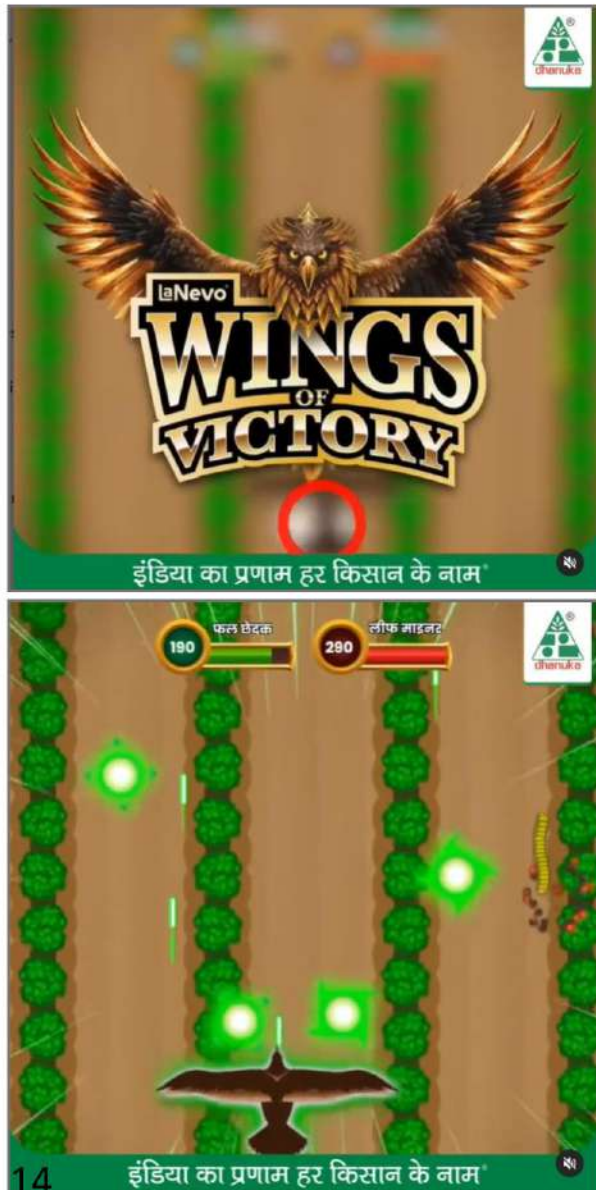 dhanuka®
LaNevo®
WINGS
OF
VICTORY
इंडिया का प्रणाम हर किसान के नाम®
190 फल छेदक
290 लीफ माइनर
dhanuka®
14
इंडिया का प्रणाम हर किसान के नाम®